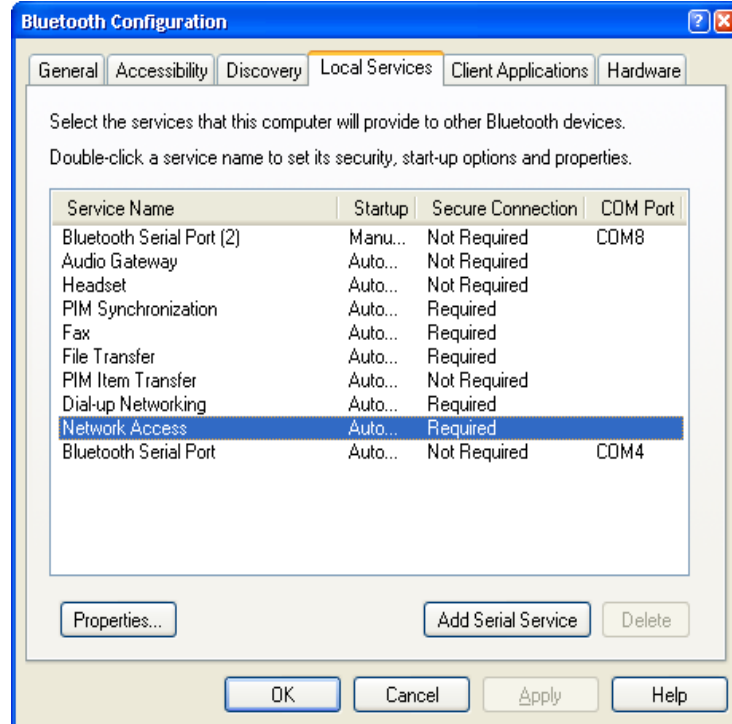 Bluetooth Configuration
General Accessibility Discovery Local Services Client Applications Hardware
Select the services that this computer will provide to other Bluetooth devices.
Double-click a service name to set its security, start-up options and properties.
Service Name Startup Secure Connection COM Port
Bluetooth Serial Port (2) Manu... Not Required COM8
Audio Gateway Auto... Not Required
Headset Auto... Not Required
PIM Synchronization Auto... Required
Fax Auto... Required
File Transfer Auto... Required
PIM Item Transfer Auto... Not Required
Dial-up Networking Auto... Required
Network Access Auto... Required
Bluetooth Serial Port Auto... Not Required COM4
Properties... Add Serial Service Delete
OK Cancel Apply Help